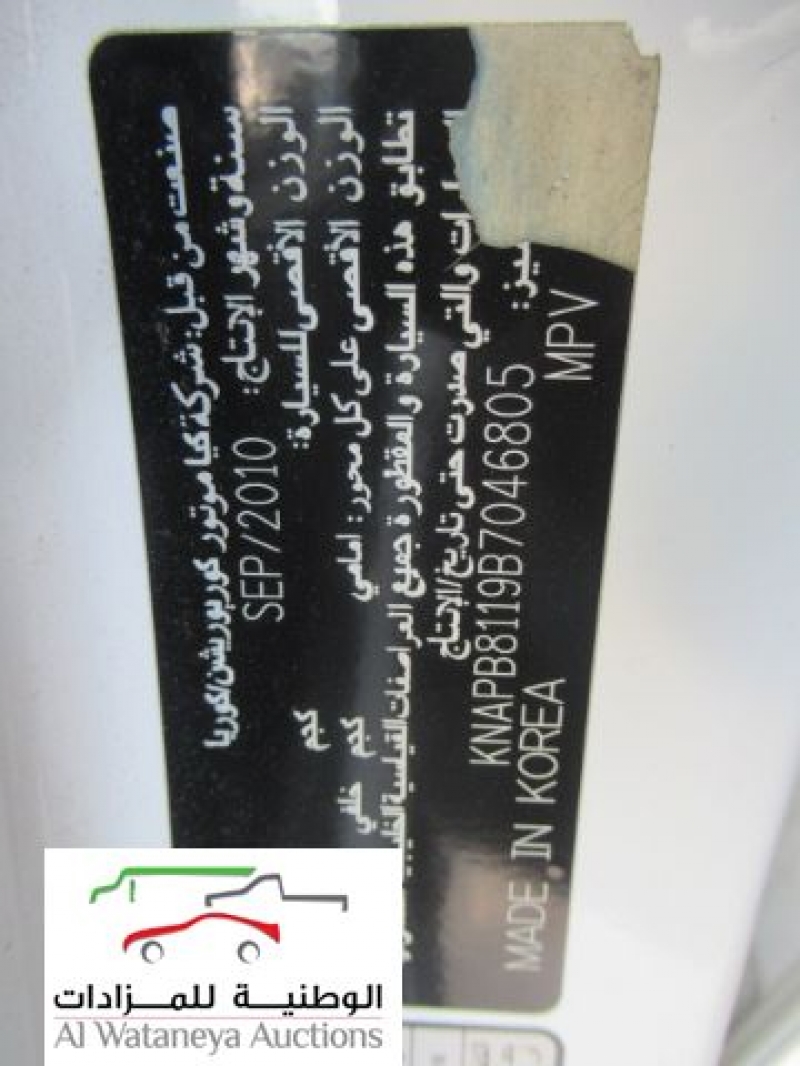 صنعت من قبل: شركة كيا موتور كوربوريشن/كوريا
سنة وشهر الإنتاج: SEP/2010
الوزن الأقصى للسيارة: كجم
الوزن الأقصى على كل محور: امامي كجم خلفي
تطابق هذه السيارة والمقطورة جميع المواصفات القياسية
والتي صدرت حتى تاريخ/الإنتاج
KNAPB8119B7046805
MPV
MADE IN KOREA
الوطنية للمزادات
Al Wataneya Auctions